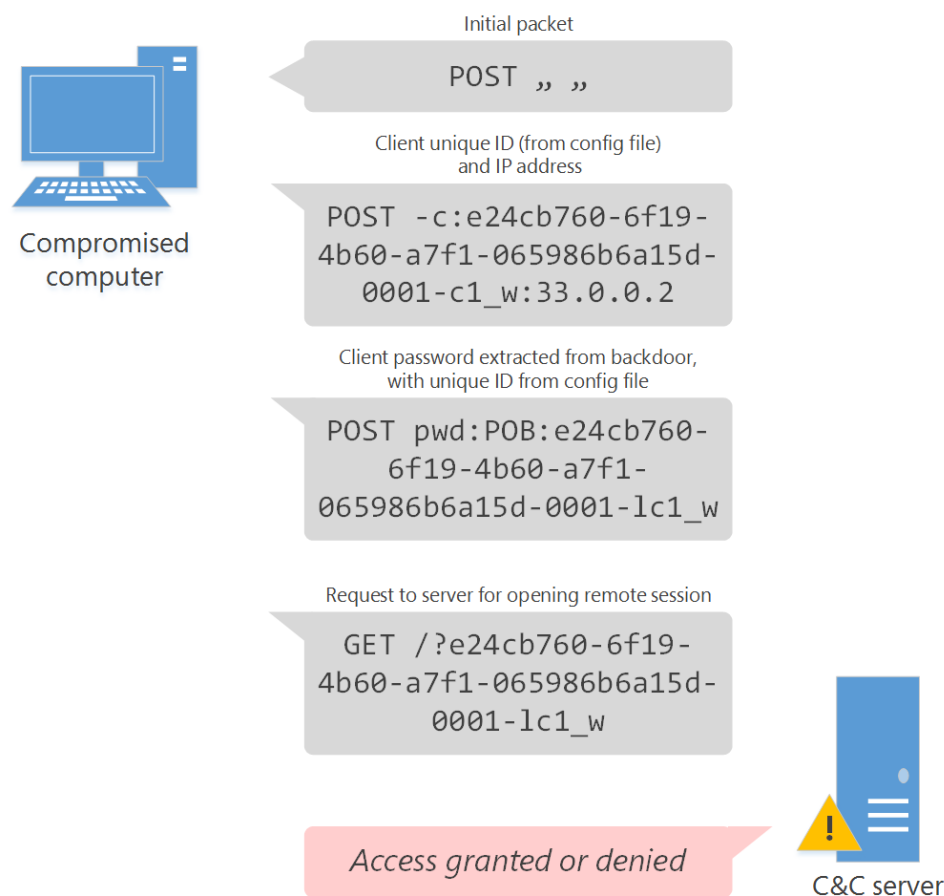 Initial packet
POST „ „
Compromised
computer
Client unique ID (from config file)
and IP address
POST -c:e24cb760-6f19-
4b60-a7f1-065986b6a15d-
0001-c1_w:33.0.0.2
Client password extracted from backdoor,
with unique ID from config file
POST pwd:POB:e24cb760-
6f19-4b60-a7f1-
065986b6a15d-0001-lc1_w
Request to server for opening remote session
GET /?e24cb760-6f19-
4b60-a7f1-065986b6a15d-
0001-lc1_w
!
Access granted or denied
C&C server